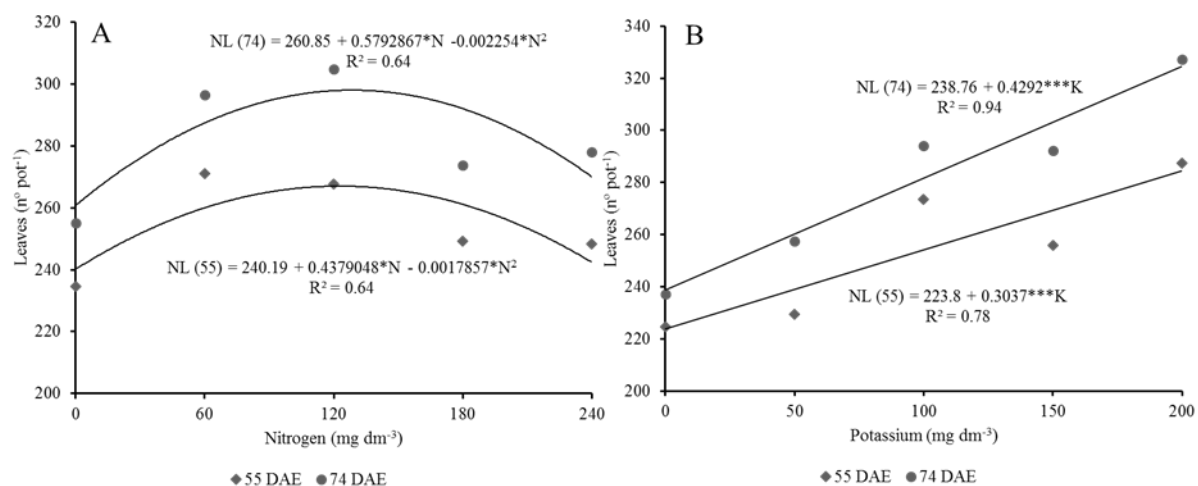 A
NL (74) = 260.85 + 0.5792867*N -0.002254*N²
R² = 0.64
NL (55) = 240.19 + 0.4379048*N - 0.0017857*N²
R² = 0.64
Leaves (nº pot⁻¹)
320
300
280
260
240
220
200
0 60 120 180 240
Nitrogen (mg dm⁻³)
55 DAE 74 DAE
B
NL (74) = 238.76 + 0.4292***K
R² = 0.94
NL (55) = 223.8 + 0.3037***K
R² = 0.78
Leaves (nº pot⁻¹)
340
320
300
280
260
240
220
200
0 50 100 150 200
Potassium (mg dm⁻³)
55 DAE 74 DAE